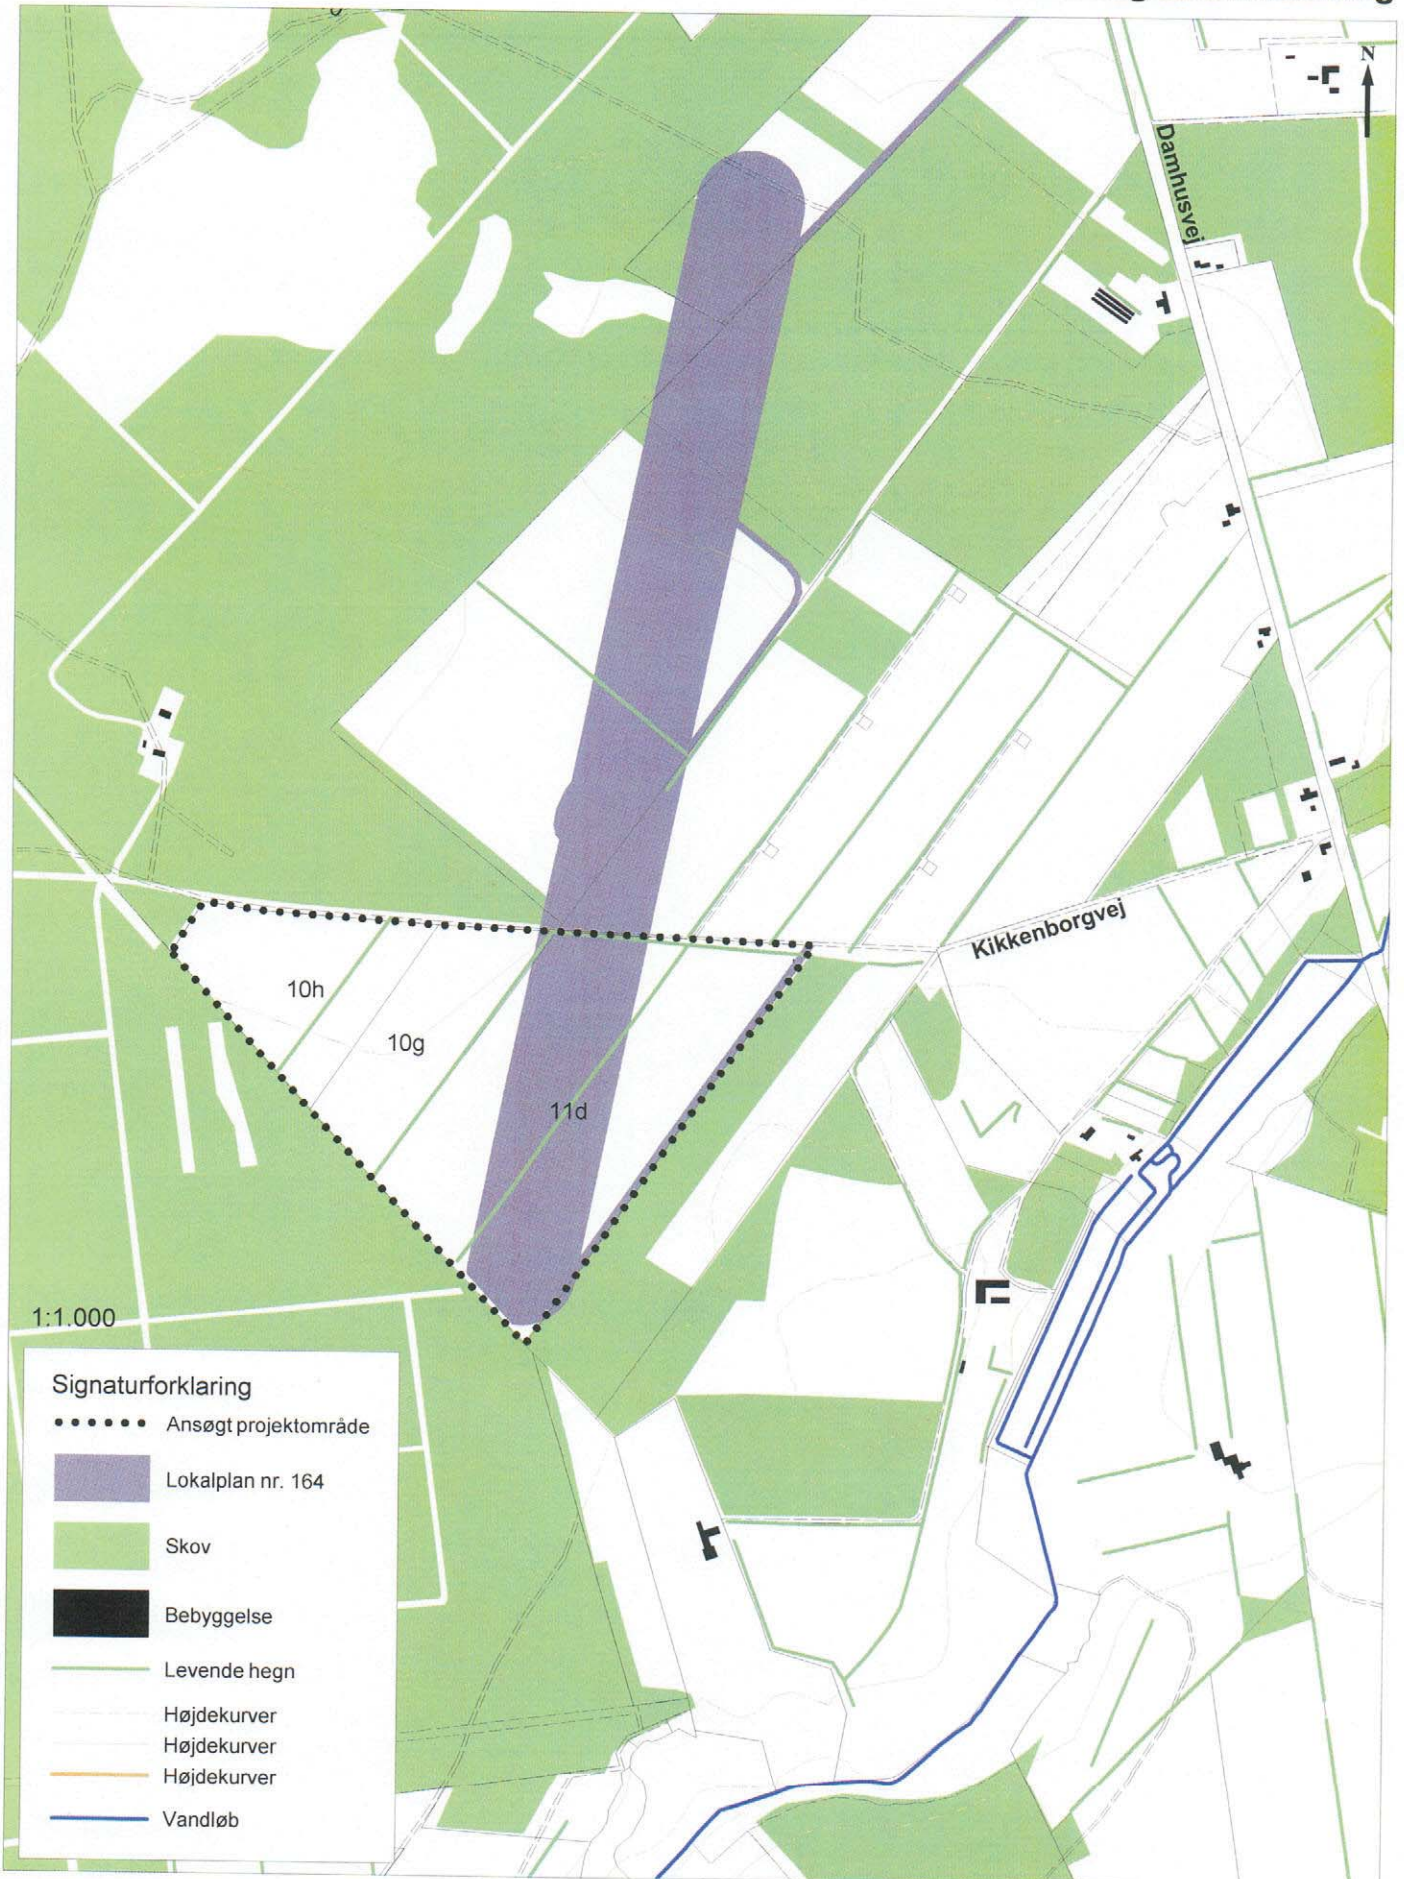 N
Damhusvej
Kikkenborgvej
10h
10g
11d
1:1.000
Signaturforklaring
Ansøgt projektområde
Lokalplan nr. 164
Skov
Bebyggelse
Levende hegn
Højdekurver
Højdekurver
Højdekurver
Vandløb